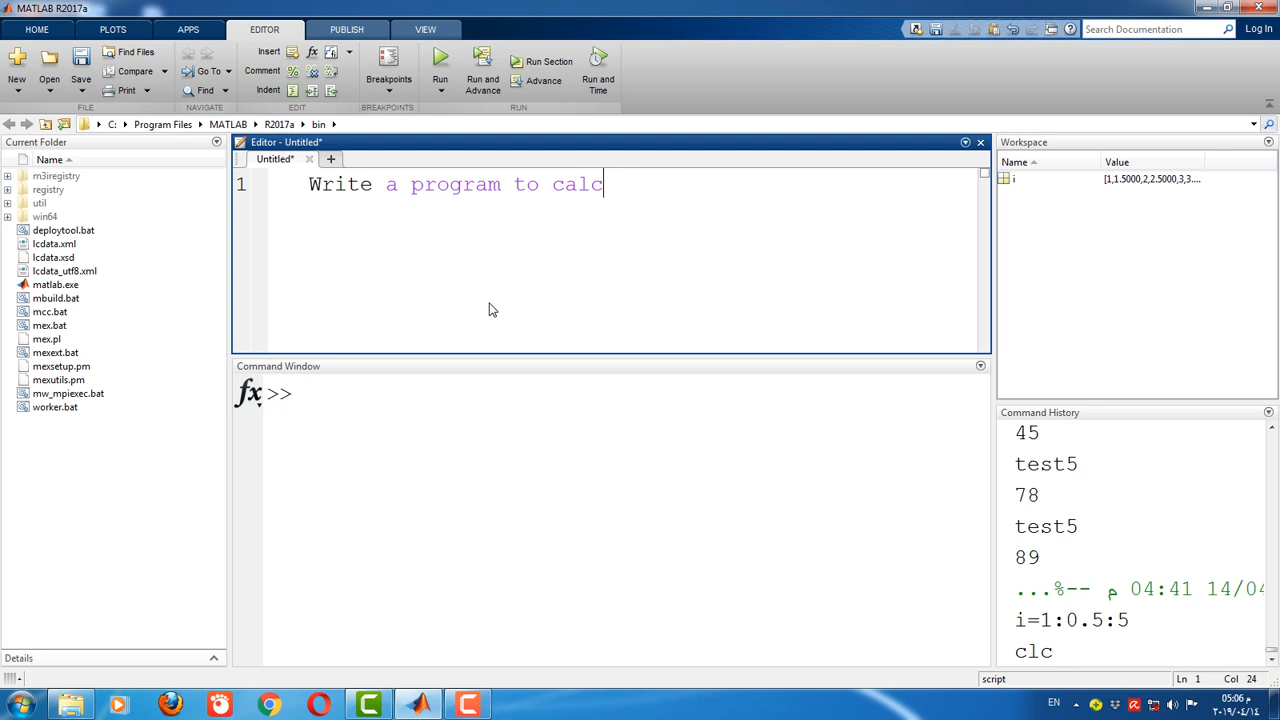 MATLAB R2017a
HOME PLOTS APPS EDITOR PUBLISH VIEW Search Documentation Log In
New Open Save Find Files Compare Print
Go To Find
Insert fx
Comment
Indent
Breakpoints
Run Run and Advance Run Section Advance Run and Time
FILE NAVIGATE EDIT BREAKPOINTS RUN
C: Program Files MATLAB R2017a bin
Current Folder
Name
m3iregistry
registry
util
win64
deploytool.bat
lcdata.xml
lcdata.xsd
lcdata_utf8.xml
matlab.exe
mbuild.bat
mcc.bat
mex.bat
mex.pl
mexext.bat
mexsetup.pm
mexutils.pm
mw_mpiexec.bat
worker.bat
Details
Editor - Untitled*
Untitled*
1 Write a program to calc
Command Window
fx >>
Workspace
Name Value
i [1,1.5000,2,2.5000,3,3....
Command History
45
test5
78
test5
89
...%-- م 04:41 14/04
i=1:0.5:5
clc
script Ln 1 Col 24
EN 05:06 م
٢٠١٩/٠٤/١٤